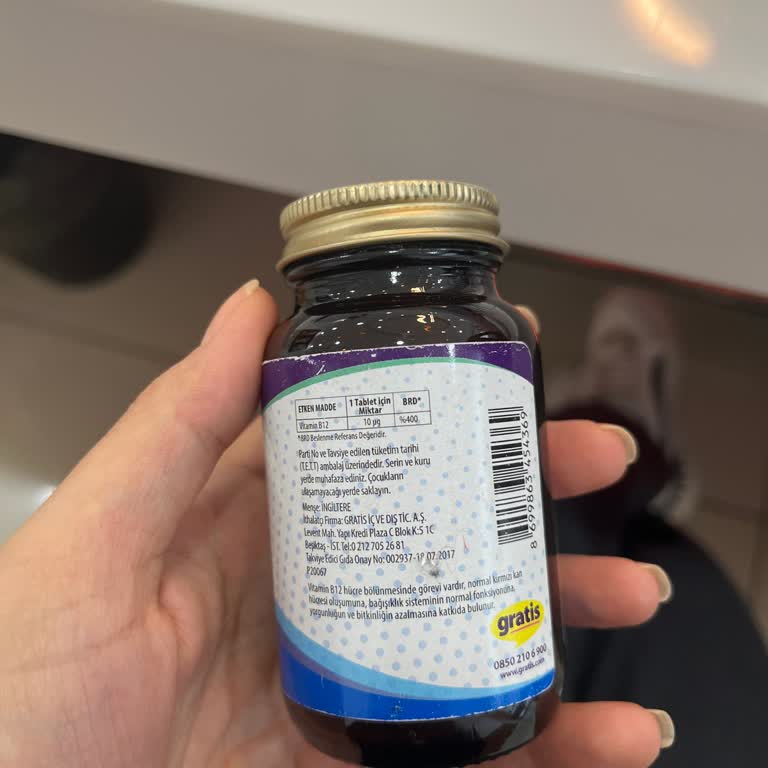 ETKEN MADDE 1 Tablet için Miktar BRD*
Vitamin B12 10 µg %400
*BRD Beslenme Referans Değeridir.
Parti No ve Tavsiye edilen tüketim tarihi
(T.E.T.T) ambalaj üzerindedir. Serin ve kuru
yerde muhafaza ediniz. Çocukların
ulaşamayacağı yerde saklayın.
Menşe: İNGİLTERE
İthalatçı Firma: GRATİS İÇ VE DIŞ TİC. A.Ş.
Levent Mah. Yapı Kredi Plaza C Blok K:5 1C
Beşiktaş - İST. Tel:0 212 705 26 81
Takviye Edici Gıda Onay No: 002937-18.07.2017
P20067
Vitamin B12 hücre bölünmesinde görevi vardır, normal kırmızı kan
hücresi oluşumuna, bağışıklık sisteminin normal fonksiyonuna,
yorgunluğun ve bitkinliğin azalmasına katkıda bulunur.
8 699863 454369
gratis
0850 210 6 900
www.gratis.com